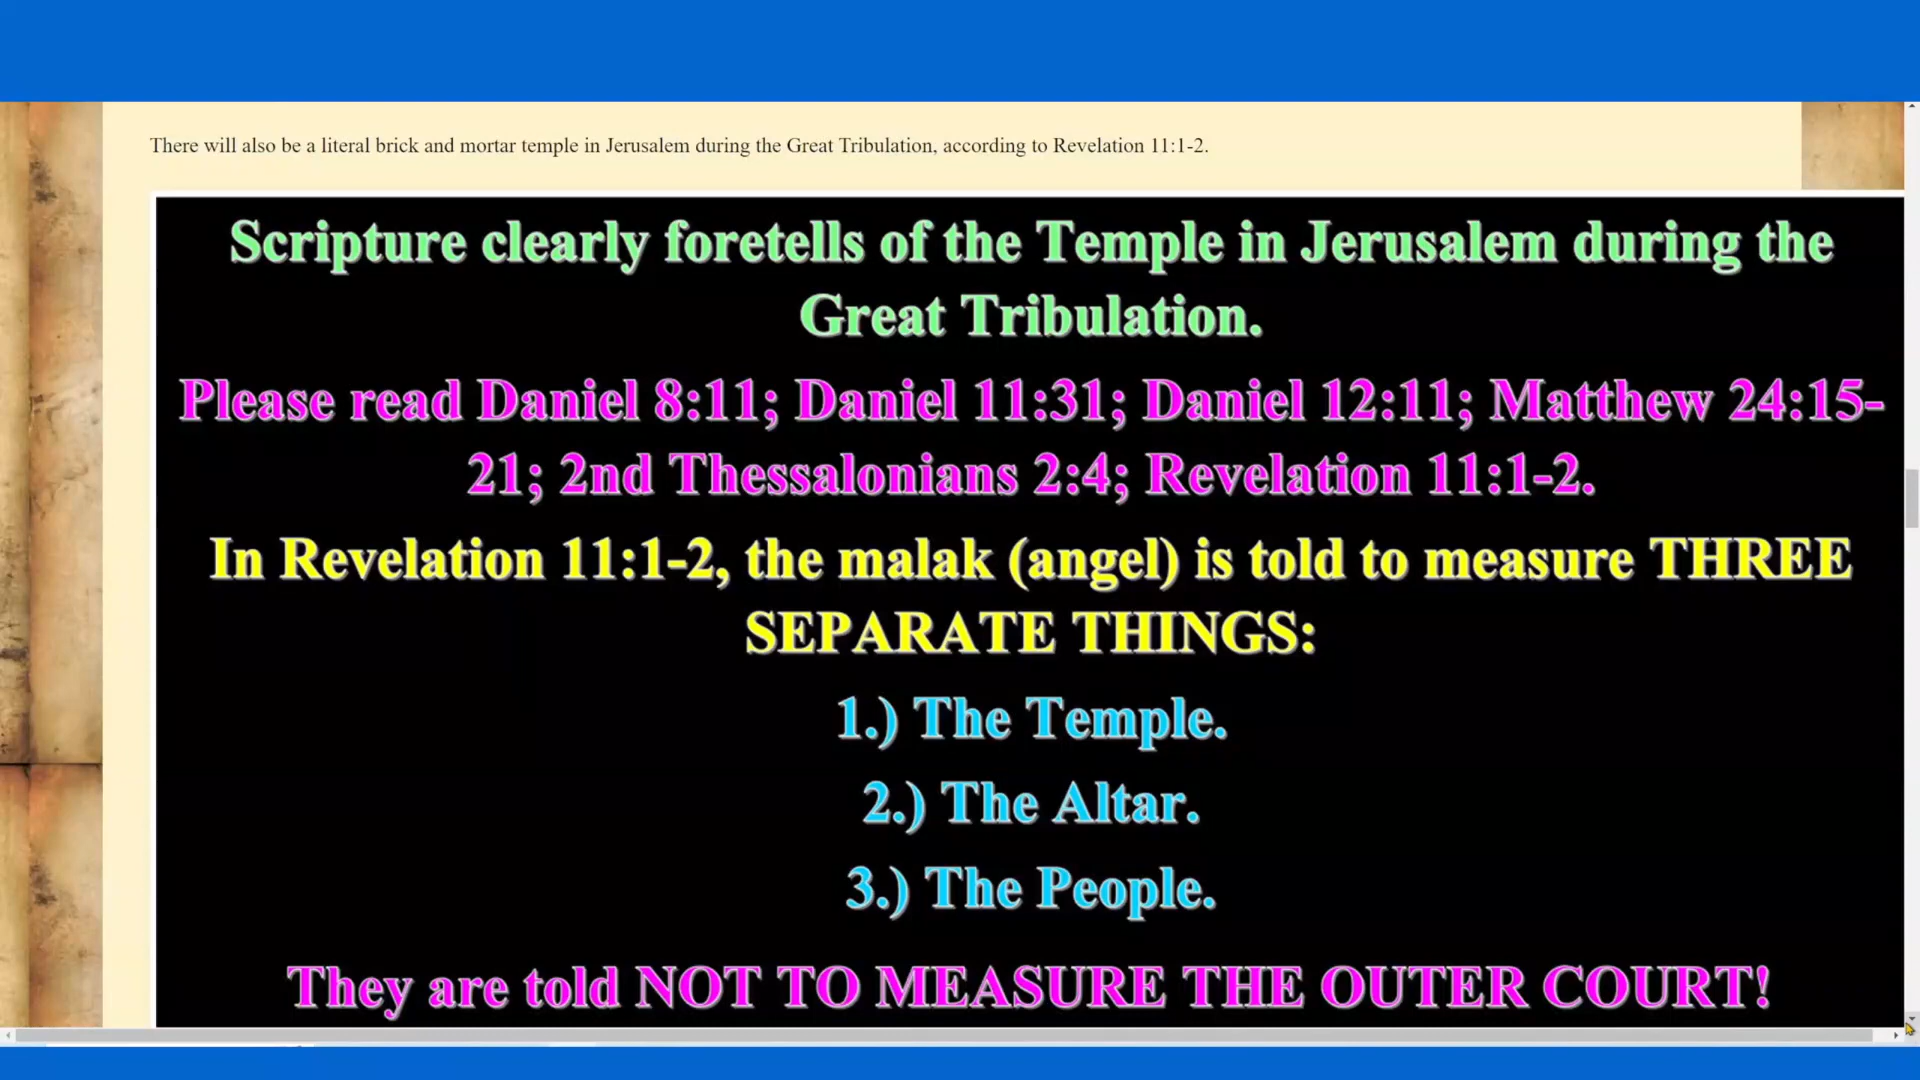 There will also be a literal brick and mortar temple in Jerusalem during the Great Tribulation, according to Revelation 11:1-2.
Scripture clearly foretells of the Temple in Jerusalem during the
Great Tribulation.
Please read Daniel 8:11; Daniel 11:31; Daniel 12:11; Matthew 24:15-
21; 2nd Thessalonians 2:4; Revelation 11:1-2.
In Revelation 11:1-2, the malak (angel) is told to measure THREE
SEPARATE THINGS:
1.) The Temple.
2.) The Altar.
3.) The People.
They are told NOT TO MEASURE THE OUTER COURT!